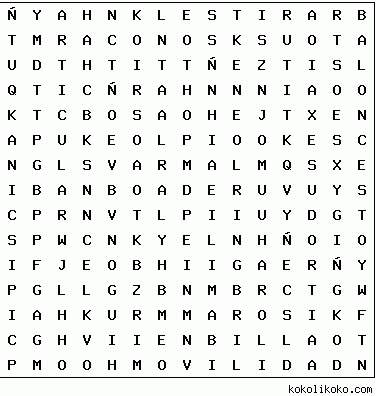 Ñ Y A H N K L E S T I R A R B
T M R A C O N O S K S U O T A
U D T H T I T T Ñ E Z T I S L
Q T I C Ñ R A H N N N I A O O
K T C B O S A O H E J T X E N
A P U K E O L P I O O K E S C
N G L S V A R M A L M Q S X E
I B A N B O A D E R U V U Y S
C P R N V T L P I I U Y D G T
S P W C N K Y E L N H Ñ O I O
I F J E O B H I I G A E R Ñ Y
P G L L G Z B N M B R C T G W
I A H K U R M M A R O S I K F
C G H V I I E N B I L L A O T
P M O O H M O V I L I D A D N
kokolikoko.com